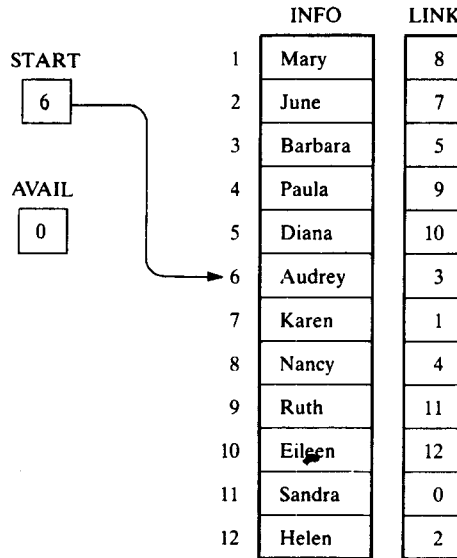 INFO LINK
START
1 Mary 8
6
2 June 7
3 Barbara 5
AVAIL
4 Paula 9
0
5 Diana 10
6 Audrey 3
7 Karen 1
8 Nancy 4
9 Ruth 11
10 Eileen 12
11 Sandra 0
12 Helen 2